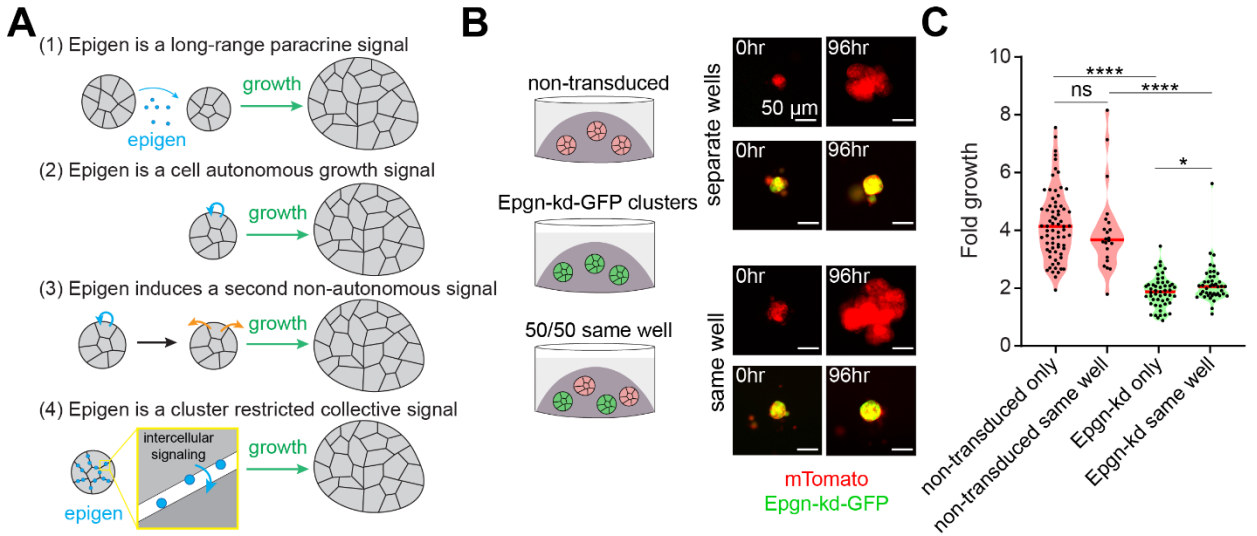 A
(1) Epigen is a long-range paracrine signal
growth
epigen
(2) Epigen is a cell autonomous growth signal
growth
(3) Epigen induces a second non-autonomous signal
growth
(4) Epigen is a cluster restricted collective signal
intercellular
signaling
growth
epigen
B
non-transduced
Epgn-kd-GFP clusters
50/50 same well
separate wells
0hr
96hr
50 µm
same well
0hr
96hr
0hr
96hr
mTomato
Epgn-kd-GFP
C
****
ns
****
*
Fold growth
10
8
6
4
2
0
non-transduced only
non-transduced same well
Epgn-kd only
Epgn-kd same well